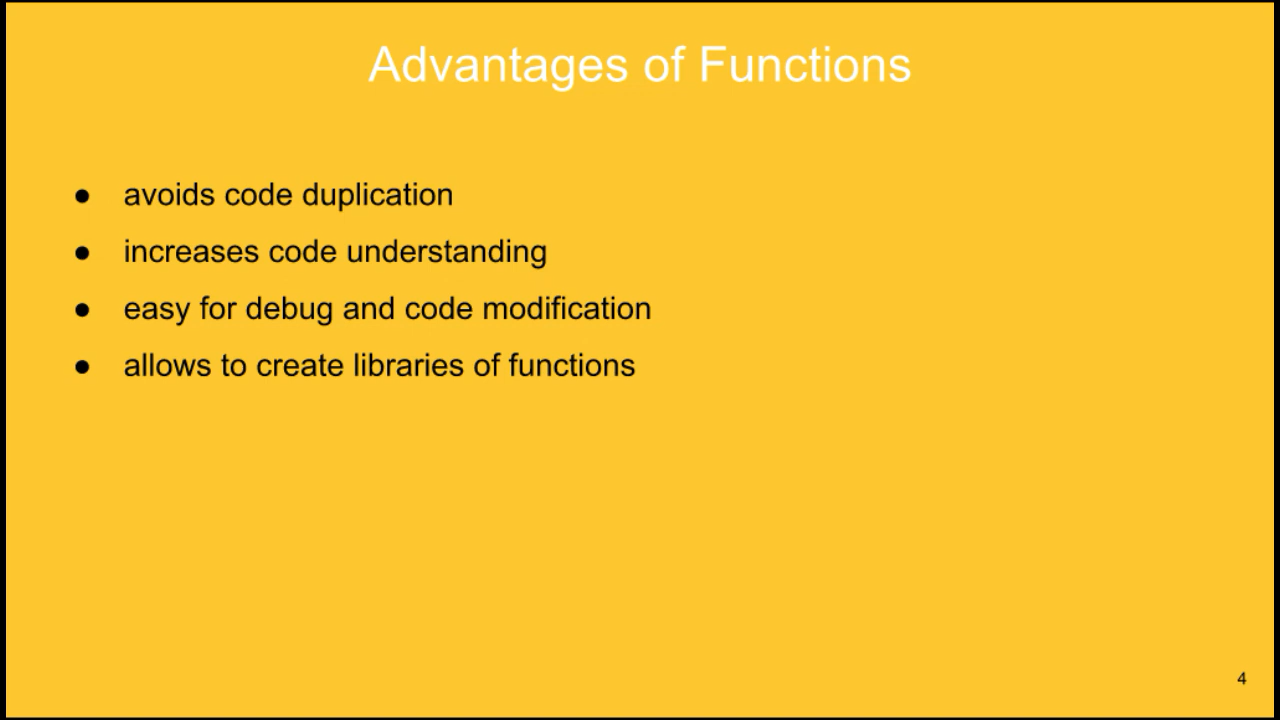 Advantages of Functions
● avoids code duplication
● increases code understanding
● easy for debug and code modification
● allows to create libraries of functions
4